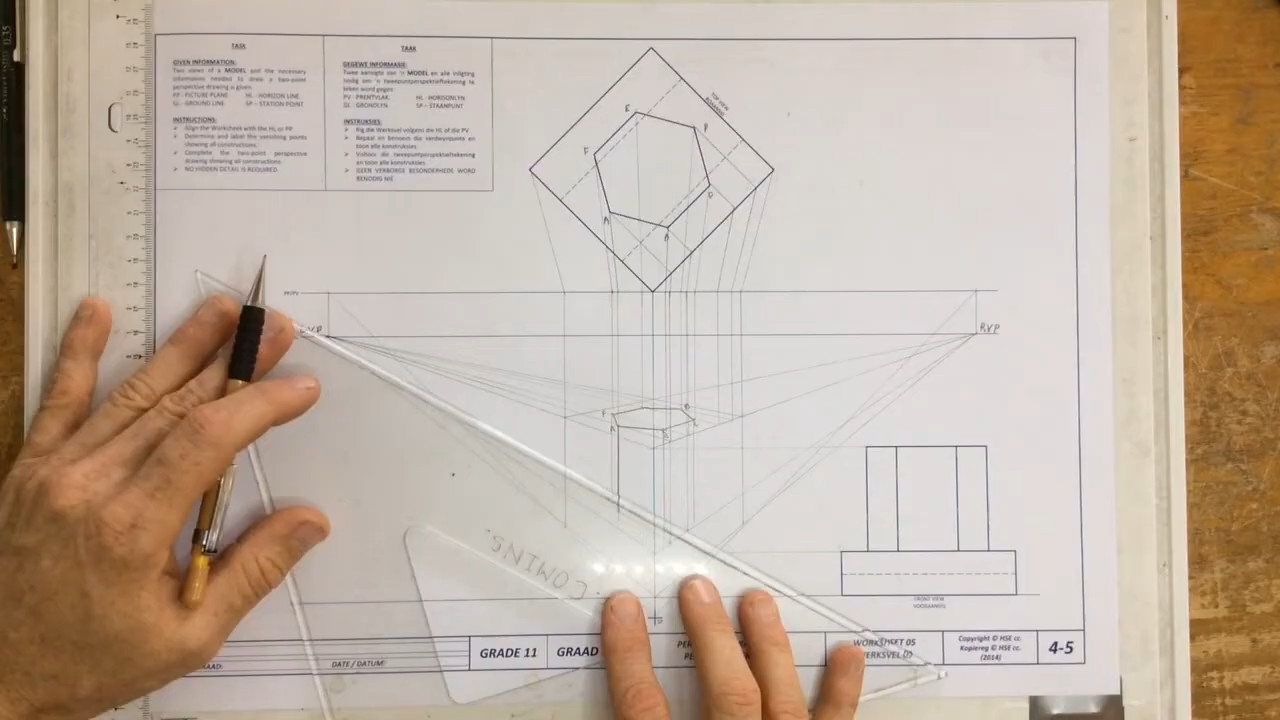 TASK
GIVEN INFORMATION:
Two views of a MODEL and the necessary
information needed to draw a two-point
perspective drawing is given.
PP - PICTURE PLANE HL - HORIZON LINE
GL - GROUND LINE SP - STATION POINT
INSTRUCTIONS:
Align the Worksheet with the HL or PP
Determine and label the vanishing points
showing all constructions.
Complete the two-point perspective
drawing showing all constructions.
NO HIDDEN DETAIL IS REQUIRED
TAAK
GEGEWE INFORMASIE:
Twee aansigte van 'n MODEL en alle inligting
nodig om 'n tweepuntperspektieftekening te
teken word gegee
PV - PRENTVLAK HL - HORISONLYN
GL - GRONDLYN SP - STAANPUNT
INSTRUKSIES:
Rig die Werksvel volgens die HL of die PV
Bepaal en benoem die verdwynpunte en
toon alle konstruksies.
Voltooi die tweepuntperspektieftekening
en toon alle konstruksies.
GEEN VERBORGE BESONDERHEDE WORD
BENODIG NIE
TOP VIEW
BOAANSIG
E
F
A
D
RVP
COMINS.
FRONT VIEW
VOORAANSIG
DATE / DATUM:
GRADE 11
GRAAD
WORKSHEET 05
WERKSVEL 05
Copyright © HSE cc.
Kopiereg © HSE cc.
(2014)
4-5
0.35